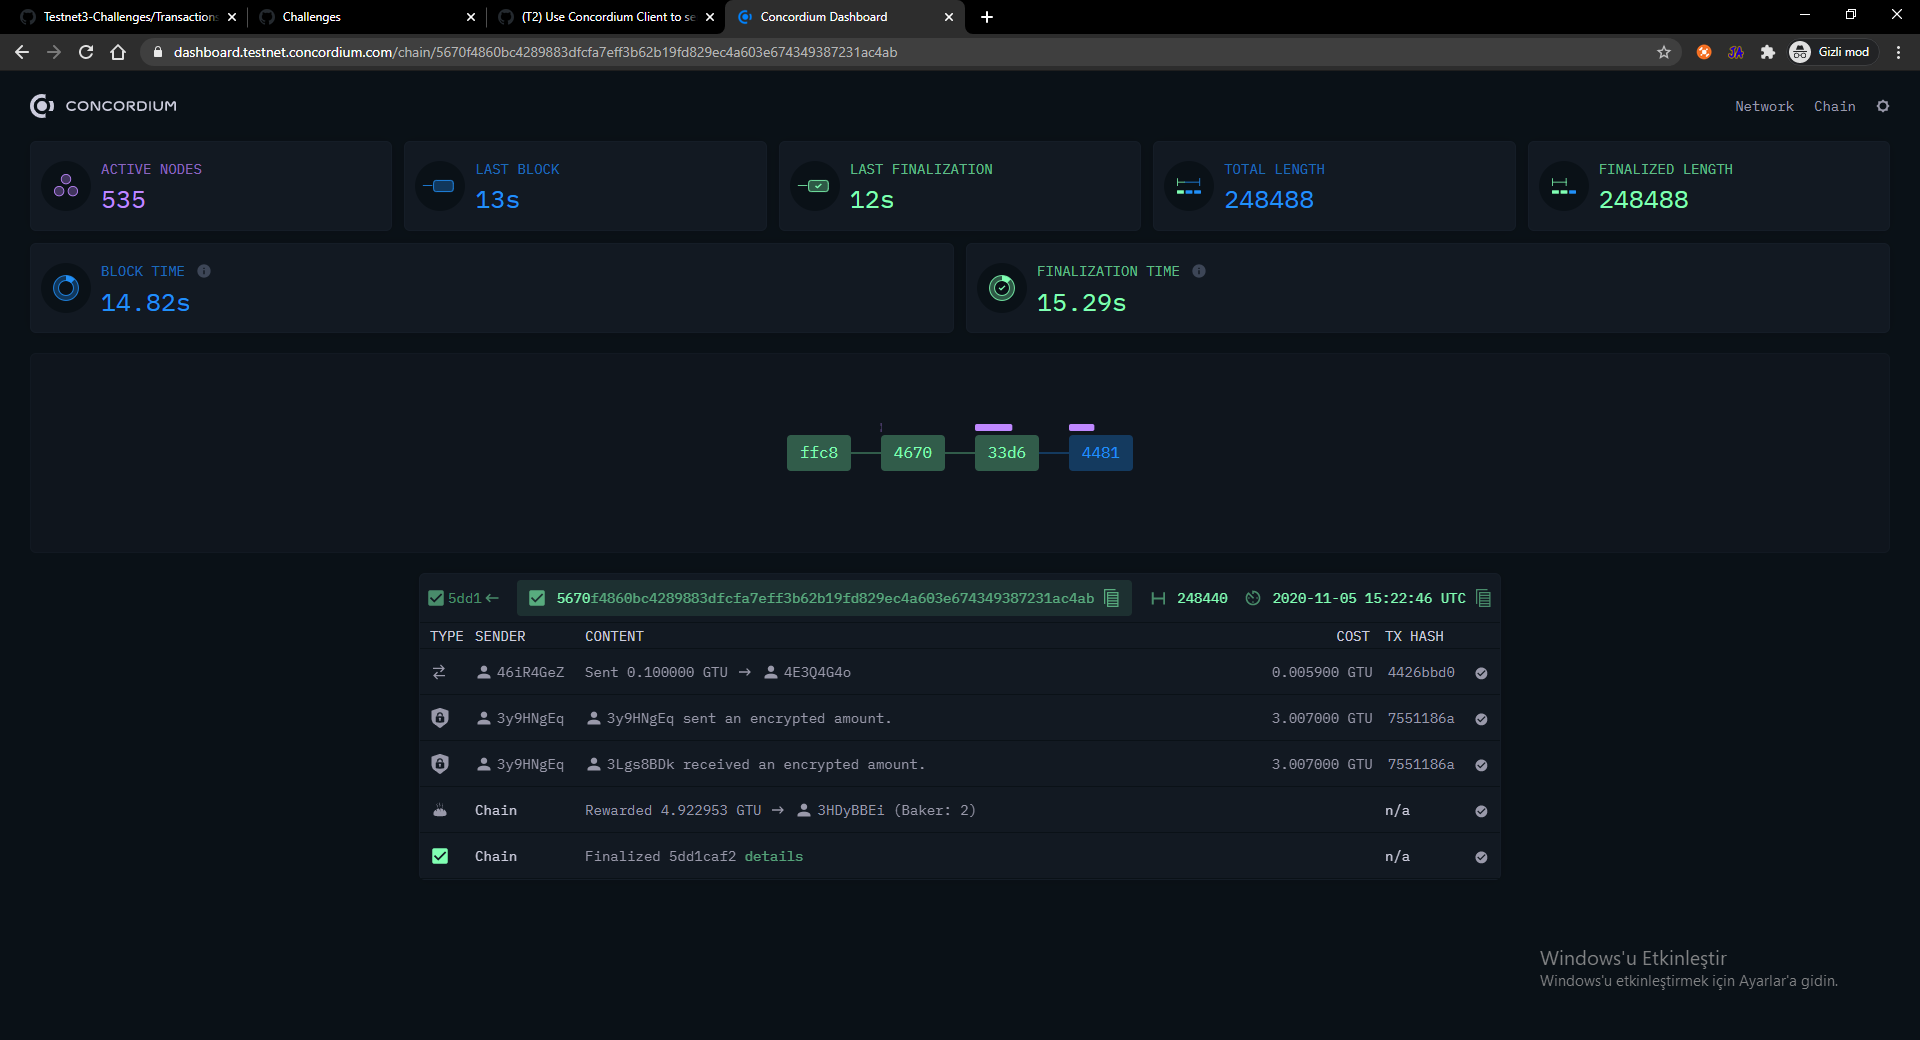 Testnet3-Challenges/Transactions
Challenges
(T2) Use Concordium Client to se
Concordium Dashboard
dashboard.testnet.concordium.com/chain/5670f4860bc4289883dfcfa7eff3b62b19fd829ec4a603e674349387231ac4ab
Gizli mod
CONCORDIUM
Network Chain
ACTIVE NODES
535
LAST BLOCK
13s
LAST FINALIZATION
12s
TOTAL LENGTH
248488
FINALIZED LENGTH
248488
BLOCK TIME
14.82s
FINALIZATION TIME
15.29s
ffc8 4670 33d6 4481
5dd1 ← 5670f4860bc4289883dfcfa7eff3b62b19fd829ec4a603e674349387231ac4ab 248440 2020-11-05 15:22:46 UTC
TYPE SENDER CONTENT COST TX HASH
46iR4GeZ Sent 0.100000 GTU → 4E3Q4G4o 0.005900 GTU 4426bbd0
3y9HNgEq 3y9HNgEq sent an encrypted amount. 3.007000 GTU 7551186a
3y9HNgEq 3Lgs8BDk received an encrypted amount. 3.007000 GTU 7551186a
Chain Rewarded 4.922953 GTU → 3HDyBBEi (Baker: 2) n/a
Chain Finalized 5dd1caf2 details n/a
Windows'u Etkinleştir
Windows'u etkinleştirmek için Ayarlar'a gidin.